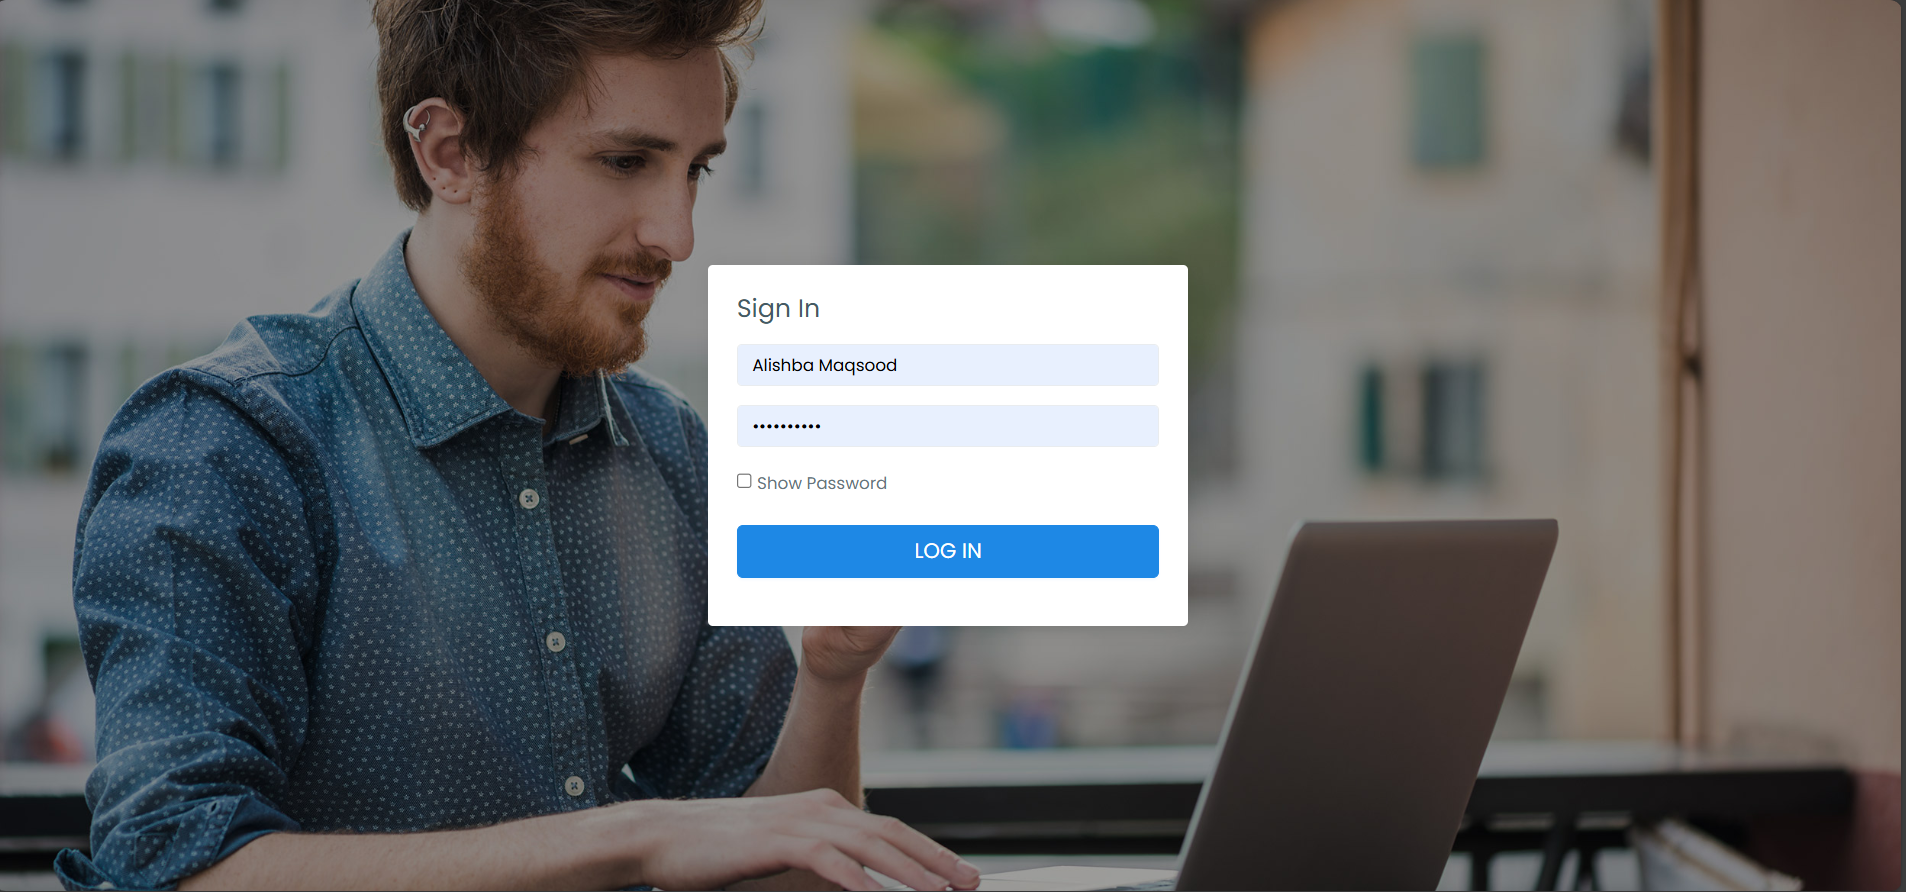 Sign In
Alishba Maqsood
••••••••••
Show Password
LOG IN